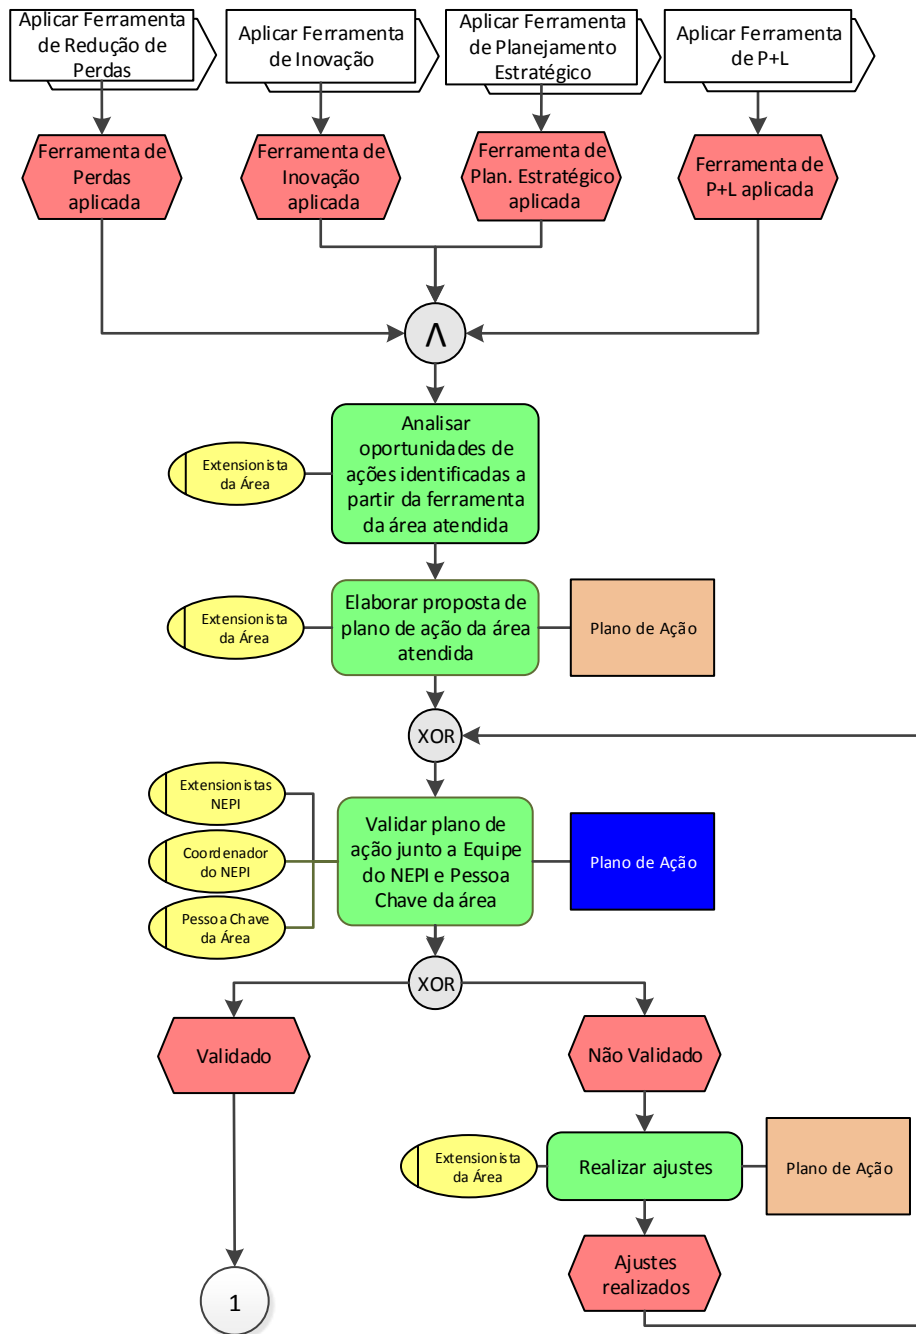 Aplicar Ferramenta
de Redução de
Perdas
Aplicar Ferramenta
de Inovação
Aplicar Ferramenta
de Planejamento
Estratégico
Aplicar Ferramenta
de P+L
Ferramenta de
Perdas
aplicada
Ferramenta de
Inovação
aplicada
Ferramenta de
Plan. Estratégico
aplicada
Ferramenta de
P+L aplicada
Λ
Analisar
oportunidades de
ações identificadas a
partir da ferramenta
da área atendida
Extensionista
da Área
Elaborar proposta de
plano de ação da área
atendida
Extensionista
da Área
Plano de Ação
XOR
Extensionistas
NEPI
Coordenador
do NEPI
Pessoa Chave
da Área
Validar plano de
ação junto a Equipe
do NEPI e Pessoa
Chave da área
Plano de Ação
XOR
Validado
Não Validado
Extensionista
da Área
Realizar ajustes
Plano de Ação
Ajustes
realizados
1